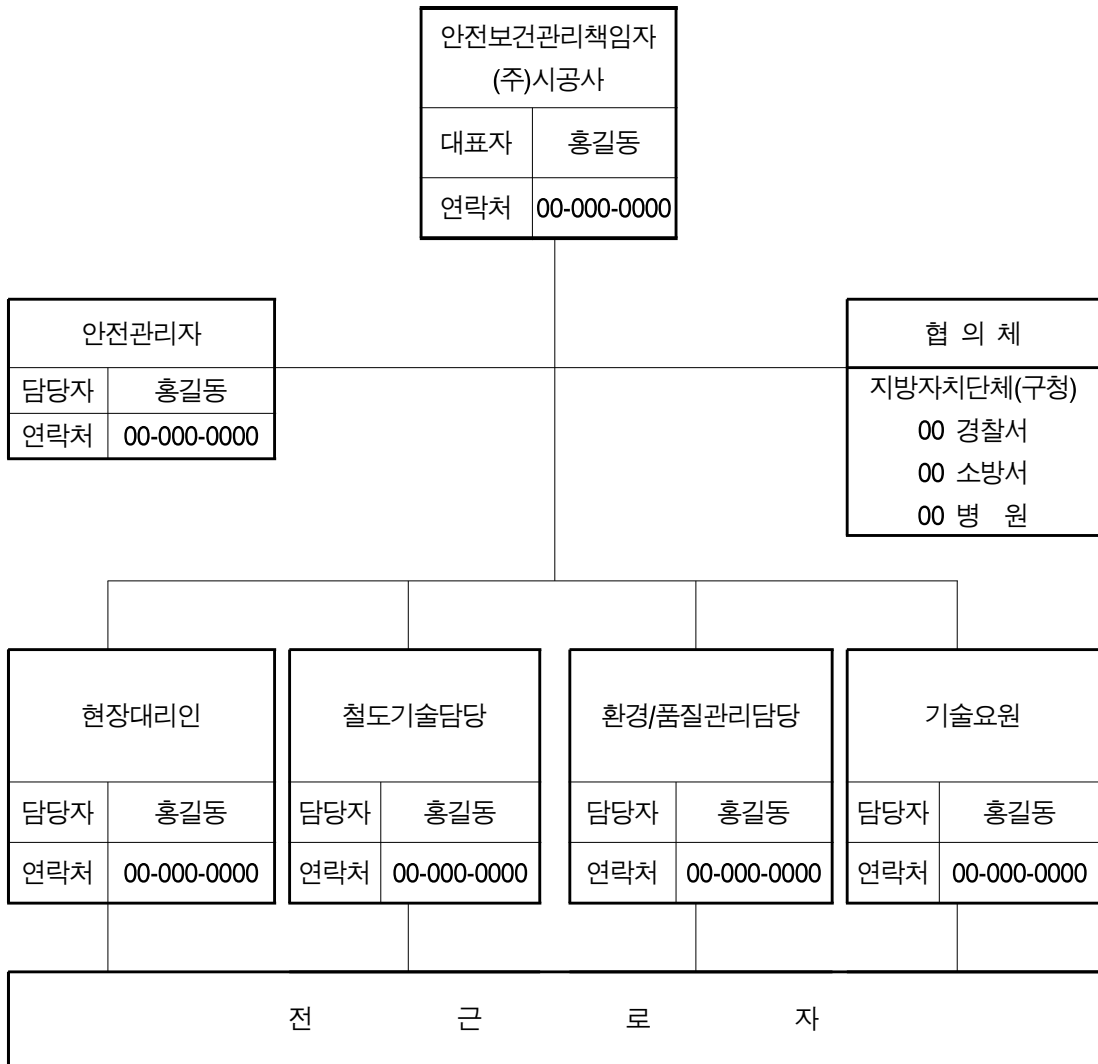 안전보건관리책임자
(주)시공사
대표자 홍길동
연락처 00-000-0000
안전관리자
담당자 홍길동
연락처 00-000-0000
협 의 체
지방자치단체(구청)
00 경찰서
00 소방서
00 병 원
현장대리인
담당자 홍길동
연락처 00-000-0000
철도기술담당
담당자 홍길동
연락처 00-000-0000
환경/품질관리담당
담당자 홍길동
연락처 00-000-0000
기술요원
담당자 홍길동
연락처 00-000-0000
전 근 로 자